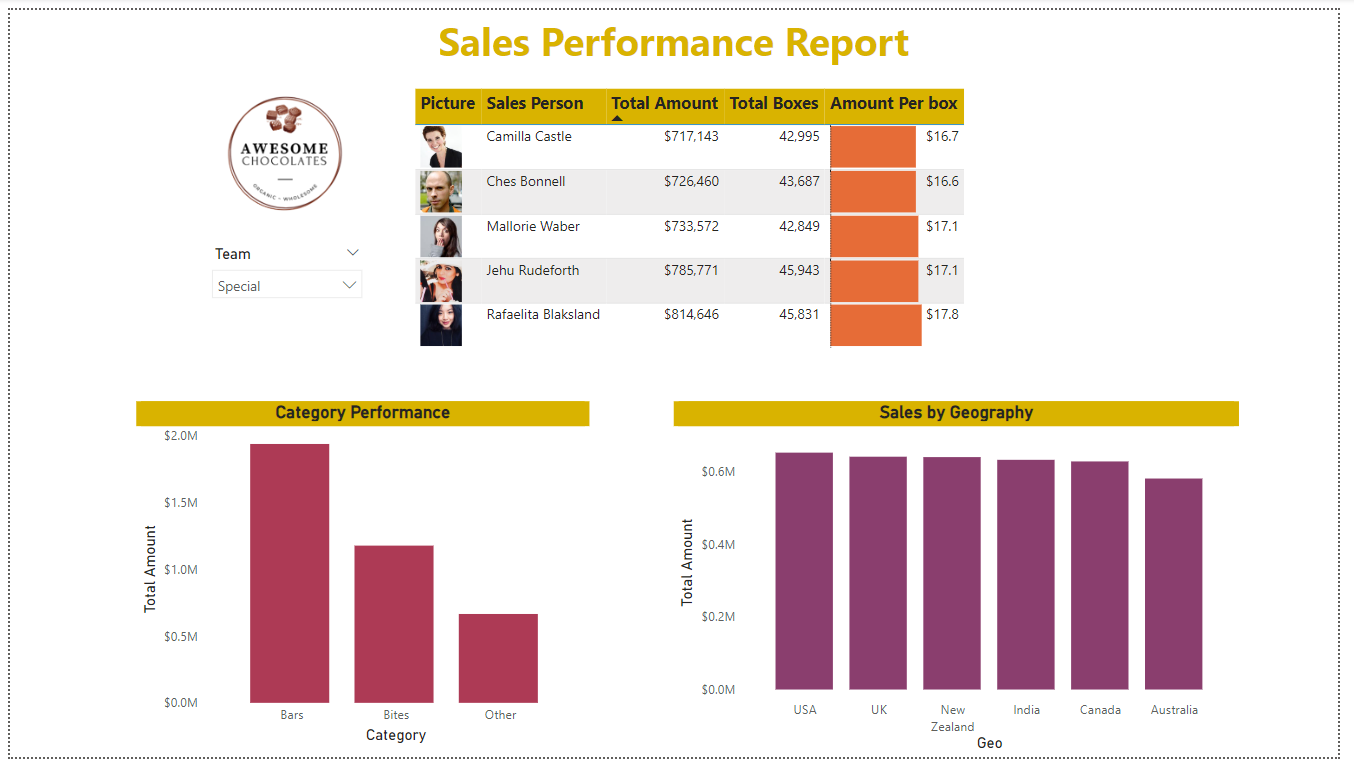 Sales Performance Report
AWESOME
CHOCOLATES
ORGANIC - WHOLESOME
Team
Special
Picture Sales Person Total Amount Total Boxes Amount Per box
Camilla Castle $717,143 42,995 $16.7
Ches Bonnell $726,460 43,687 $16.6
Mallorie Waber $733,572 42,849 $17.1
Jehu Rudeforth $785,771 45,943 $17.1
Rafaelita Blaksland $814,646 45,831 $17.8
Category Performance
$2.0M
$1.5M
$1.0M
$0.5M
$0.0M
Total Amount
Bars Bites Other
Category
Sales by Geography
$0.6M
$0.4M
$0.2M
$0.0M
Total Amount
USA UK New Zealand India Canada Australia
Geo